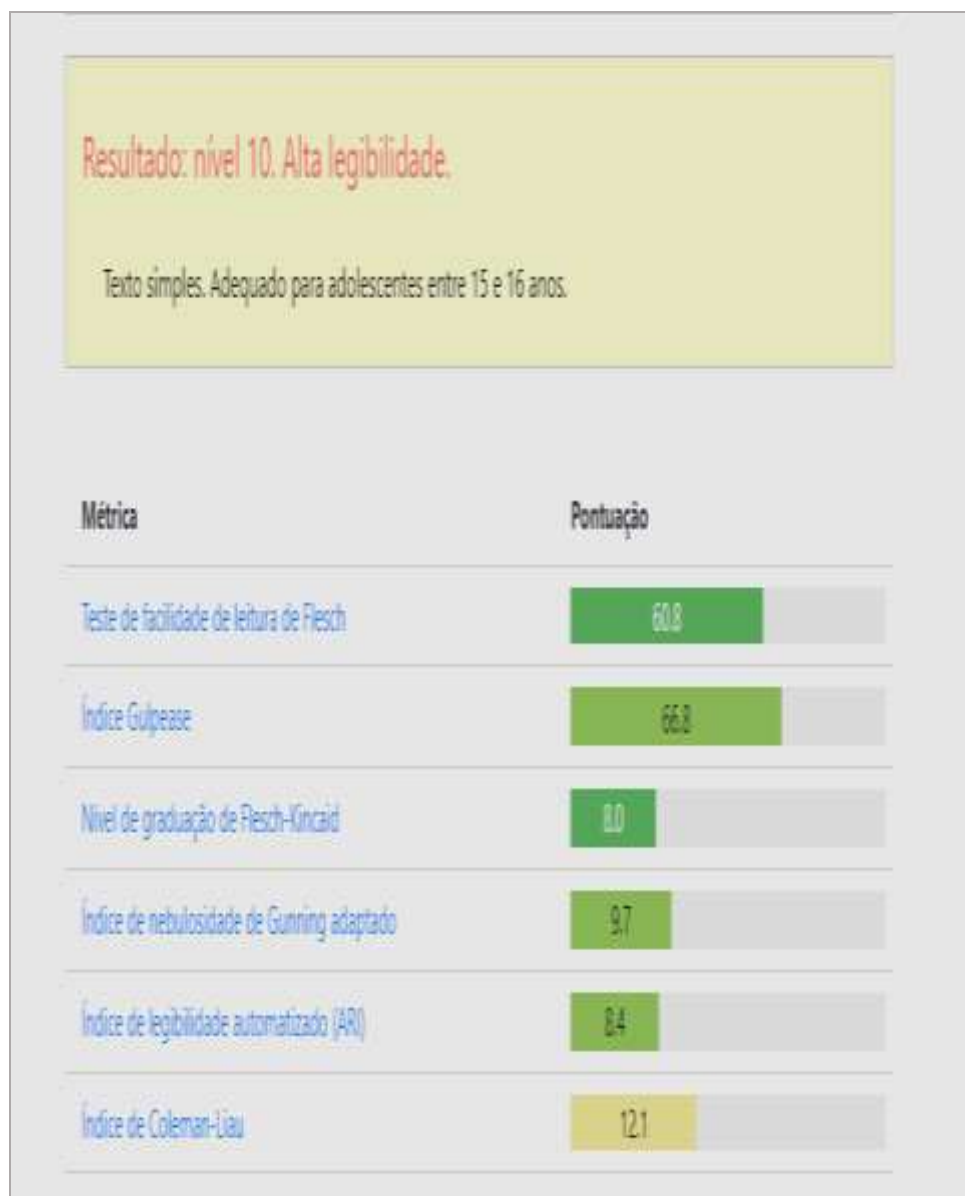 Resultado: nível 10. Alta legibilidade.
Texto simples. Adequado para adolescentes entre 15 e 16 anos.
Métrica Pontuação
Teste de facilidade de leitura de Flesch 60.8
Índice Gulpease 66.8
Nível de graduação de Flesch-Kincaid 8.0
Índice de nebulosidade de Gunning adaptado 9.7
Índice de legibilidade automatizado (ARI) 8.4
Índice de Coleman-Liau 12.1